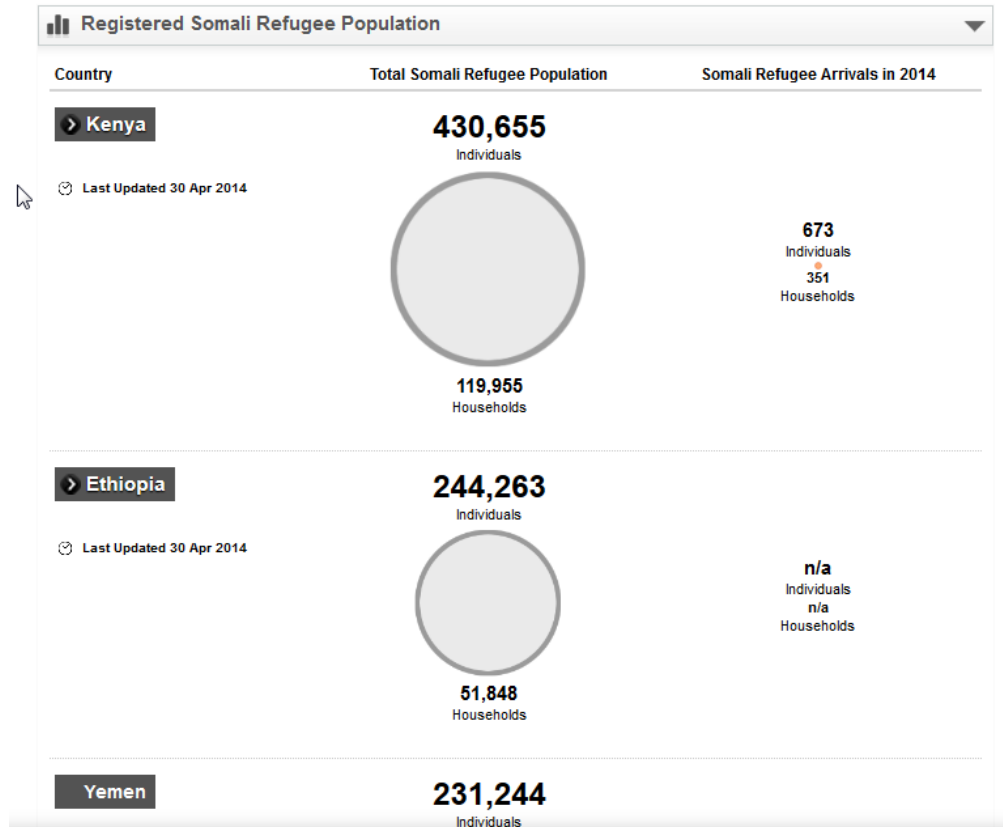 Registered Somali Refugee Population
Country Total Somali Refugee Population Somali Refugee Arrivals in 2014
Kenya
430,655
Individuals
Last Updated 30 Apr 2014
673
Individuals
351
Households
119,955
Households
Ethiopia
244,263
Individuals
Last Updated 30 Apr 2014
n/a
Individuals
n/a
Households
51,848
Households
Yemen
231,244
Individuals